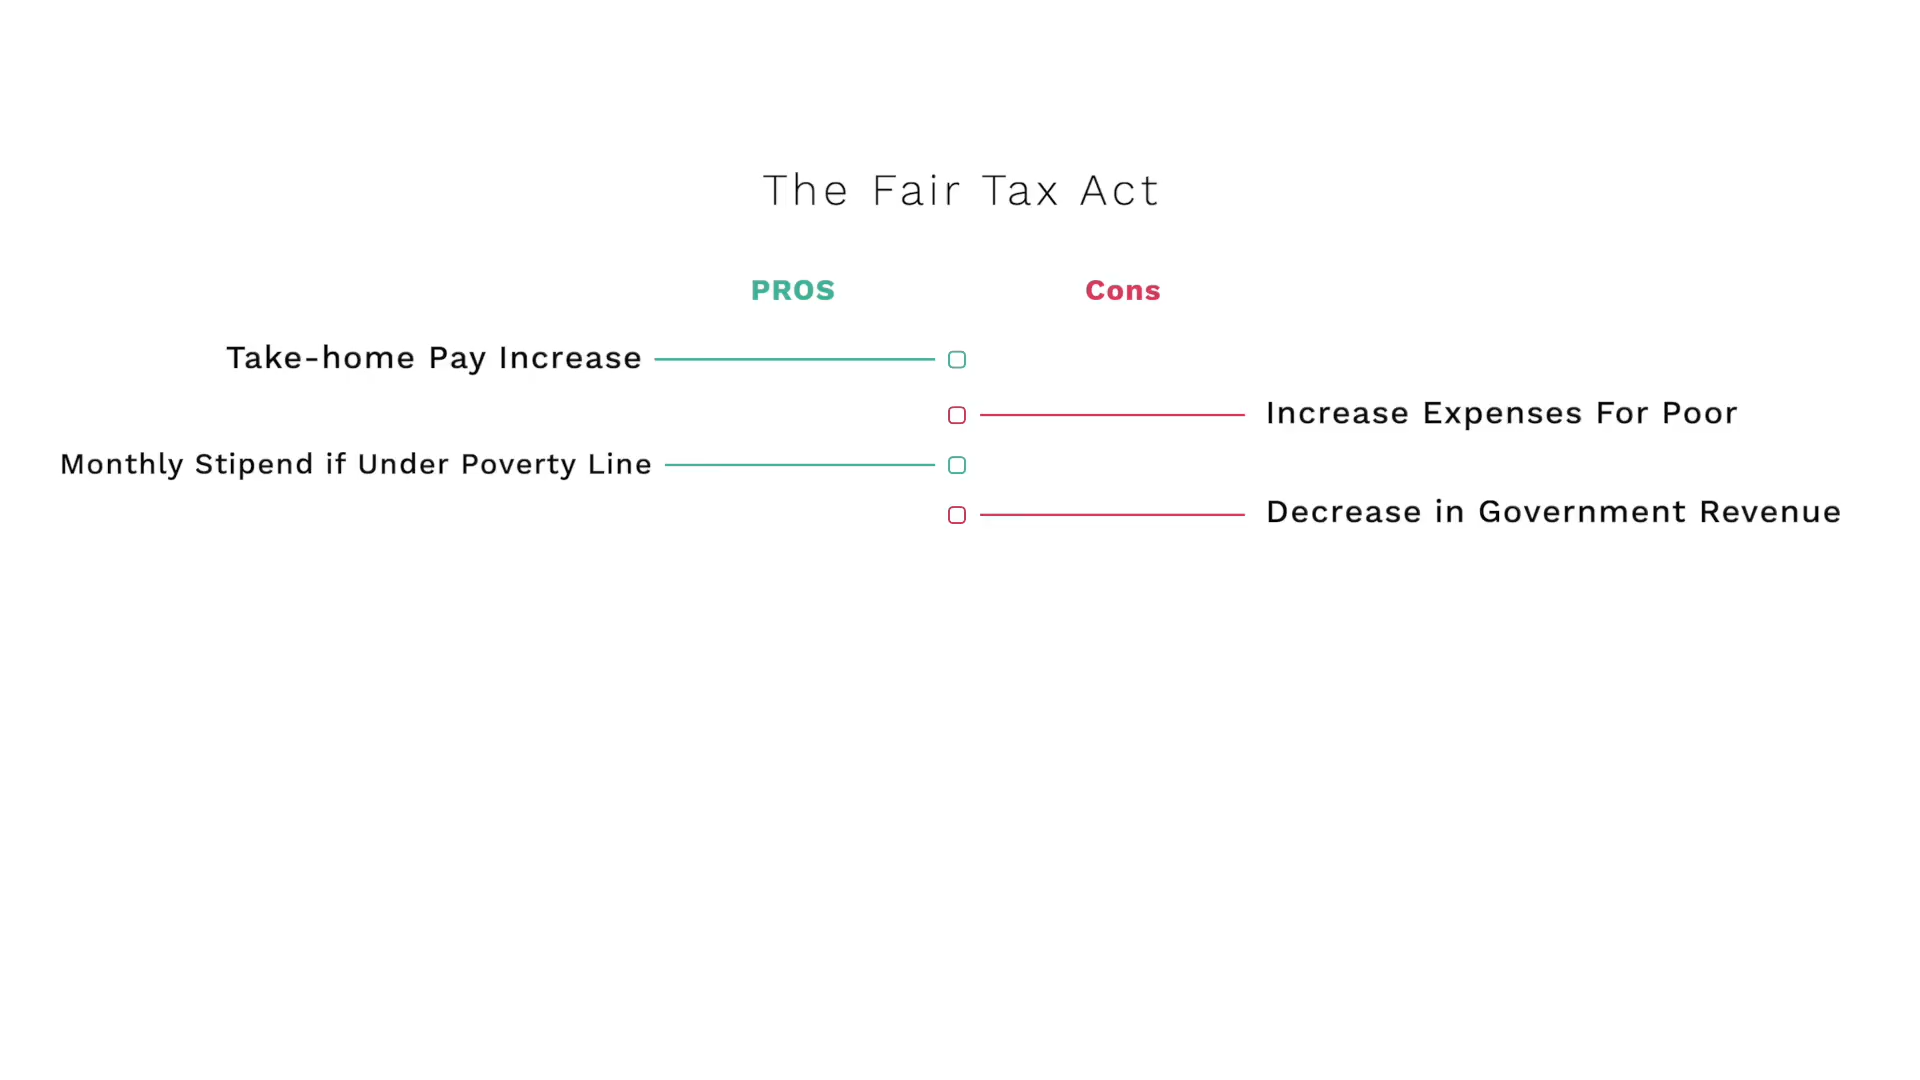 The Fair Tax Act
PROS
Cons
Take-home Pay Increase
Increase Expenses For Poor
Monthly Stipend if Under Poverty Line
Decrease in Government Revenue